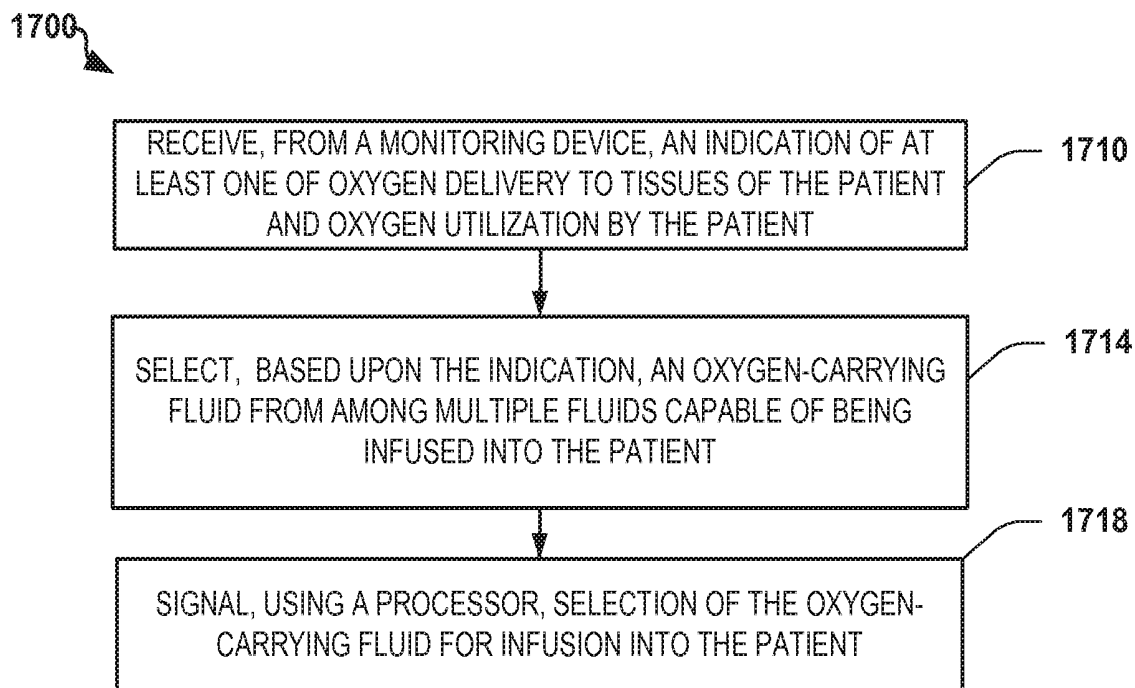 1700
RECEIVE, FROM A MONITORING DEVICE, AN INDICATION OF AT
LEAST ONE OF OXYGEN DELIVERY TO TISSUES OF THE PATIENT
AND OXYGEN UTILIZATION BY THE PATIENT
1710
SELECT, BASED UPON THE INDICATION, AN OXYGEN-CARRYING
FLUID FROM AMONG MULTIPLE FLUIDS CAPABLE OF BEING
INFUSED INTO THE PATIENT
1714
SIGNAL, USING A PROCESSOR, SELECTION OF THE OXYGEN-
CARRYING FLUID FOR INFUSION INTO THE PATIENT
1718